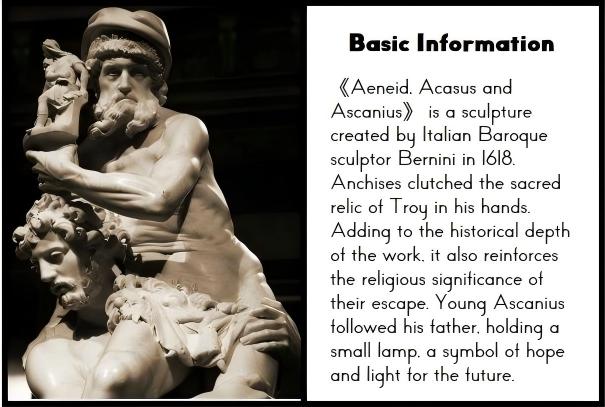 Basic Information
《Aeneid. Acasus and
Ascanius》 is a sculpture
created by Italian Baroque
sculptor Bernini in 1618.
Anchises clutched the sacred
relic of Troy in his hands.
Adding to the historical depth
of the work, it also reinforces
the religious significance of
their escape. Young Ascanius
followed his father, holding a
small lamp, a symbol of hope
and light for the future.